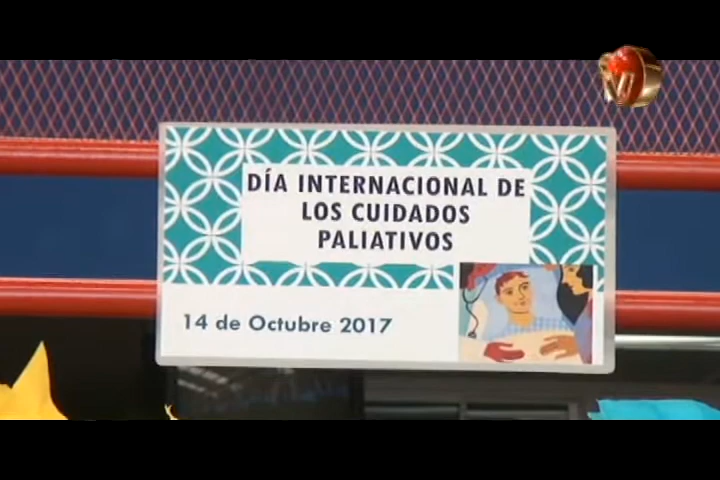 DÍA INTERNACIONAL DE
LOS CUIDADOS
PALIATIVOS
14 de Octubre 2017